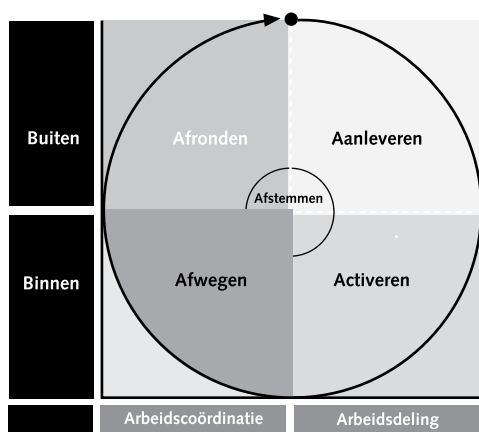 Buiten
Afronden
Aanleveren
Afstemmen
Binnen
Afwegen
Activeren
Arbeidscoördinatie
Arbeidsdeling